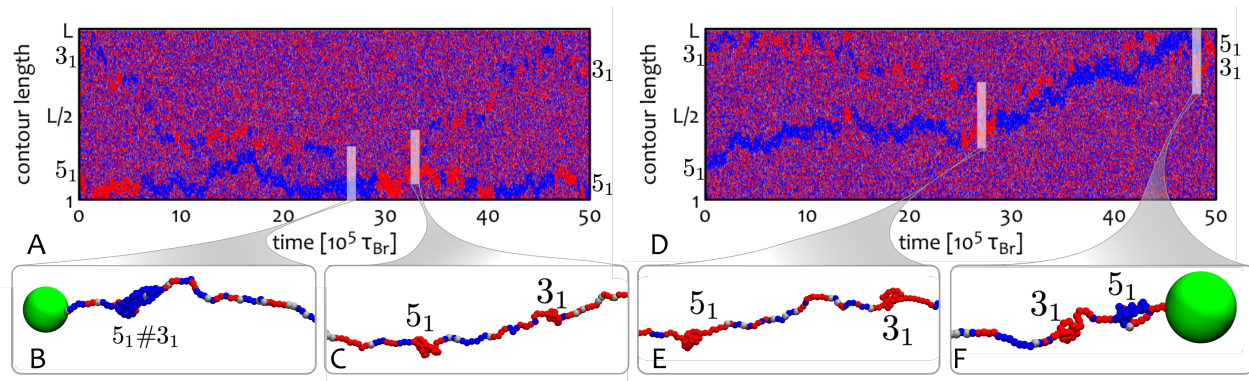 L
3₁
L/2
5₁
1
contour length
3₁
5₁
0 10 20 30 40 50
time [10⁵ τ_Br]
A
L
3₁
L/2
5₁
1
contour length
5₁
3₁
0 10 20 30 40 50
time [10⁵ τ_Br]
D
5₁#3₁
B
5₁
3₁
C
5₁
3₁
E
3₁
5₁
F